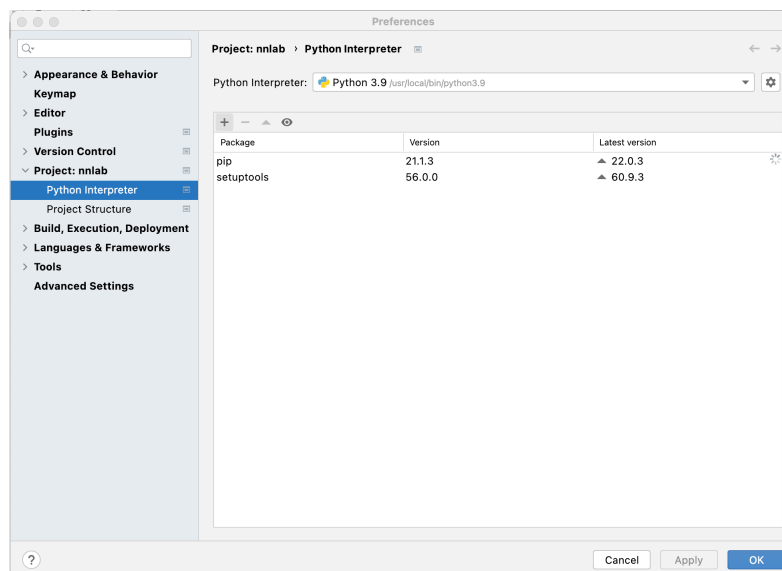 Preferences
Project: nnlab › Python Interpreter
Appearance & Behavior
Keymap
Editor
Plugins
Version Control
Project: nnlab
Python Interpreter
Project Structure
Build, Execution, Deployment
Languages & Frameworks
Tools
Advanced Settings
Python Interpreter: Python 3.9 /usr/local/bin/python3.9
Package Version Latest version
pip 21.1.3 22.0.3
setuptools 56.0.0 60.9.3
? Cancel Apply OK